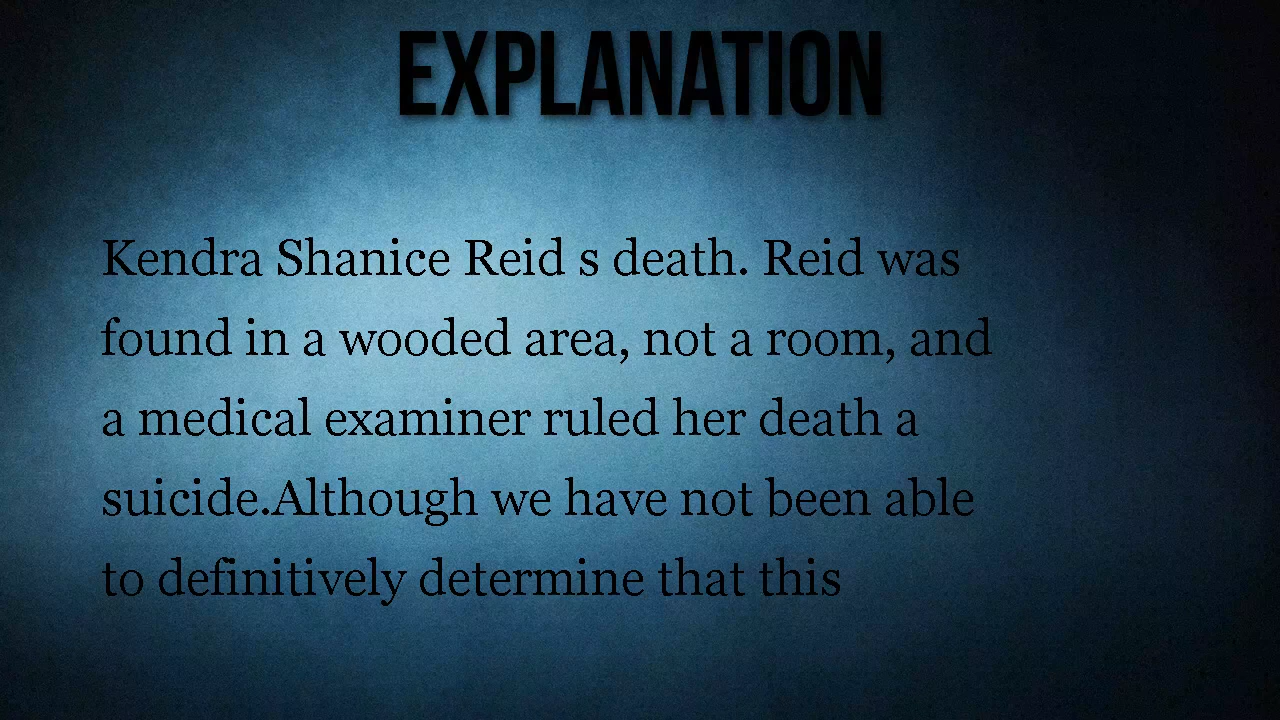 EXPLANATION
Kendra Shanice Reid s death. Reid was
found in a wooded area, not a room, and
a medical examiner ruled her death a
suicide.Although we have not been able
to definitively determine that this